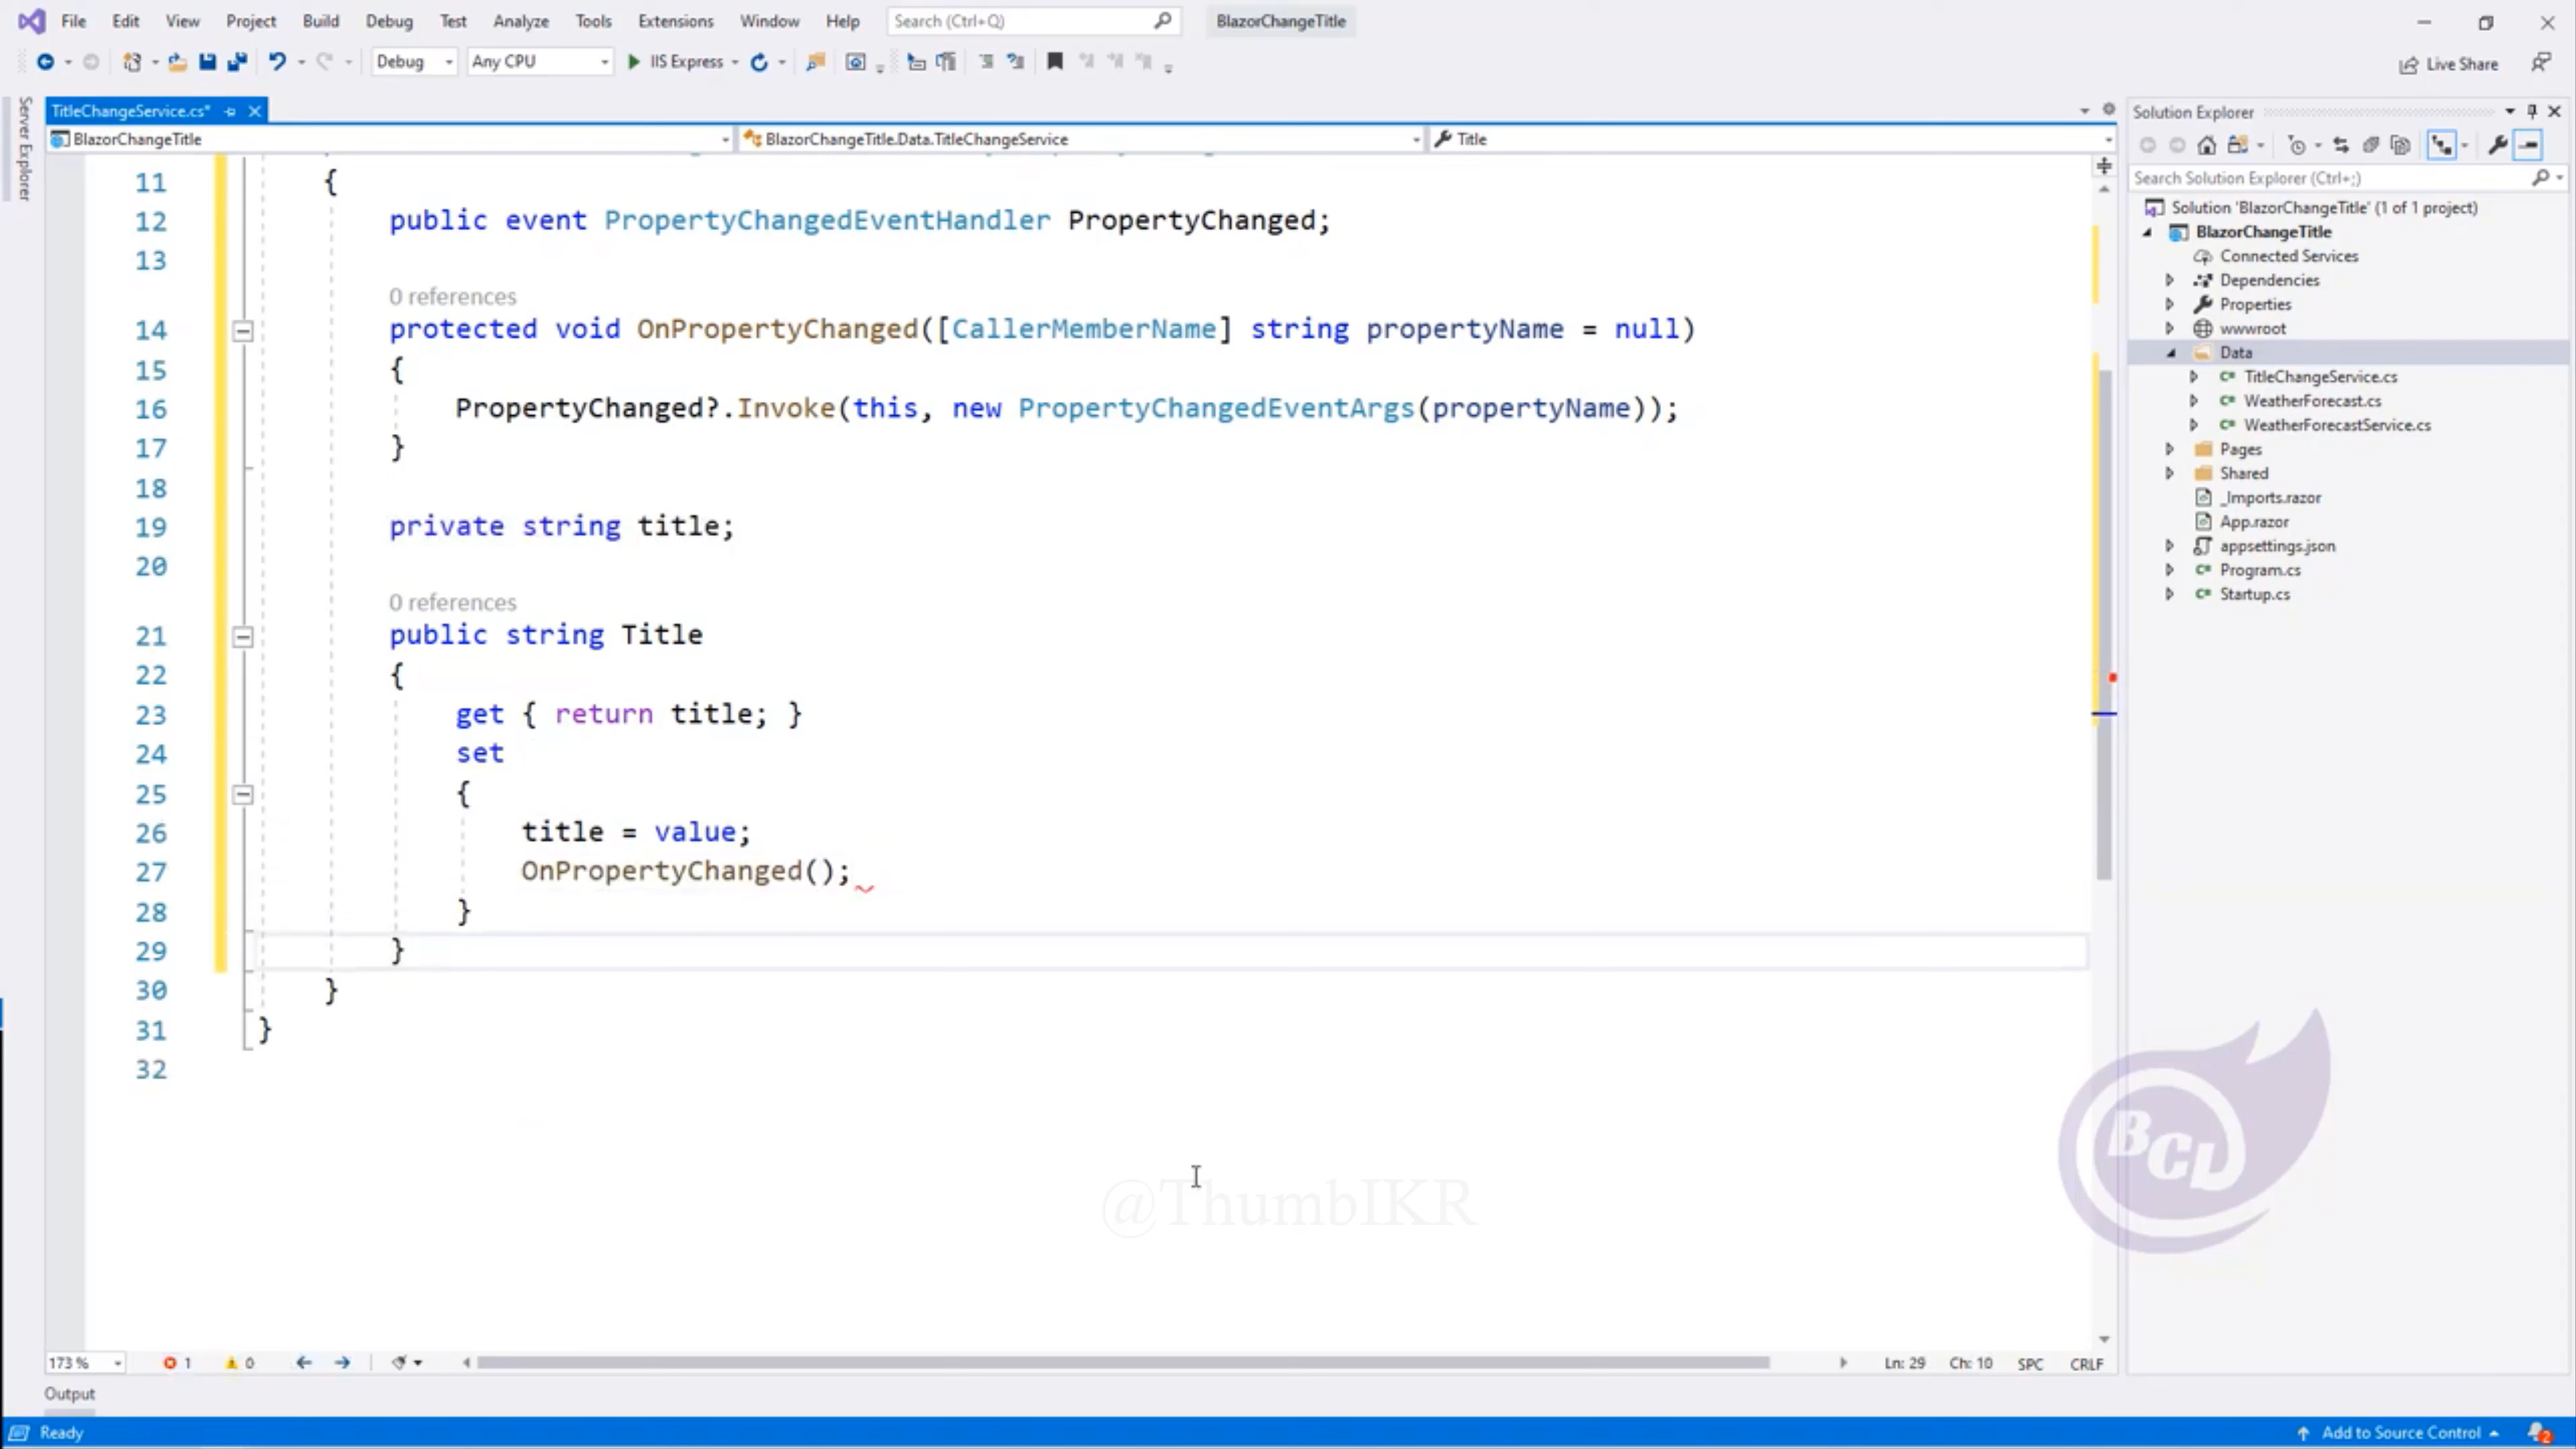 File Edit View Project Build Debug Test Analyze Tools Extensions Window Help Search (Ctrl+Q) BlazorChangeTitle
Debug Any CPU IIS Express Live Share
Server Explorer
TitleChangeService.cs*
BlazorChangeTitle BlazorChangeTitle.Data.TitleChangeService Title
11 {
12 public event PropertyChangedEventHandler PropertyChanged;
13
0 references
14 protected void OnPropertyChanged([CallerMemberName] string propertyName = null)
15 {
16 PropertyChanged?.Invoke(this, new PropertyChangedEventArgs(propertyName));
17 }
18
19 private string title;
20
0 references
21 public string Title
22 {
23 get { return title; }
24 set
25 {
26 title = value;
27 OnPropertyChanged();
28 }
29 }
30 }
31 }
32
173 % 1 0 Ln: 29 Ch: 10 SPC CRLF
Output
Ready Add to Source Control 2
Solution Explorer
Search Solution Explorer (Ctrl+;)
Solution 'BlazorChangeTitle' (1 of 1 project)
BlazorChangeTitle
Connected Services
Dependencies
Properties
wwwroot
Data
C# TitleChangeService.cs
C# WeatherForecast.cs
C# WeatherForecastService.cs
Pages
Shared
_Imports.razor
App.razor
appsettings.json
C# Program.cs
C# Startup.cs
BCL
@ThumbIKR